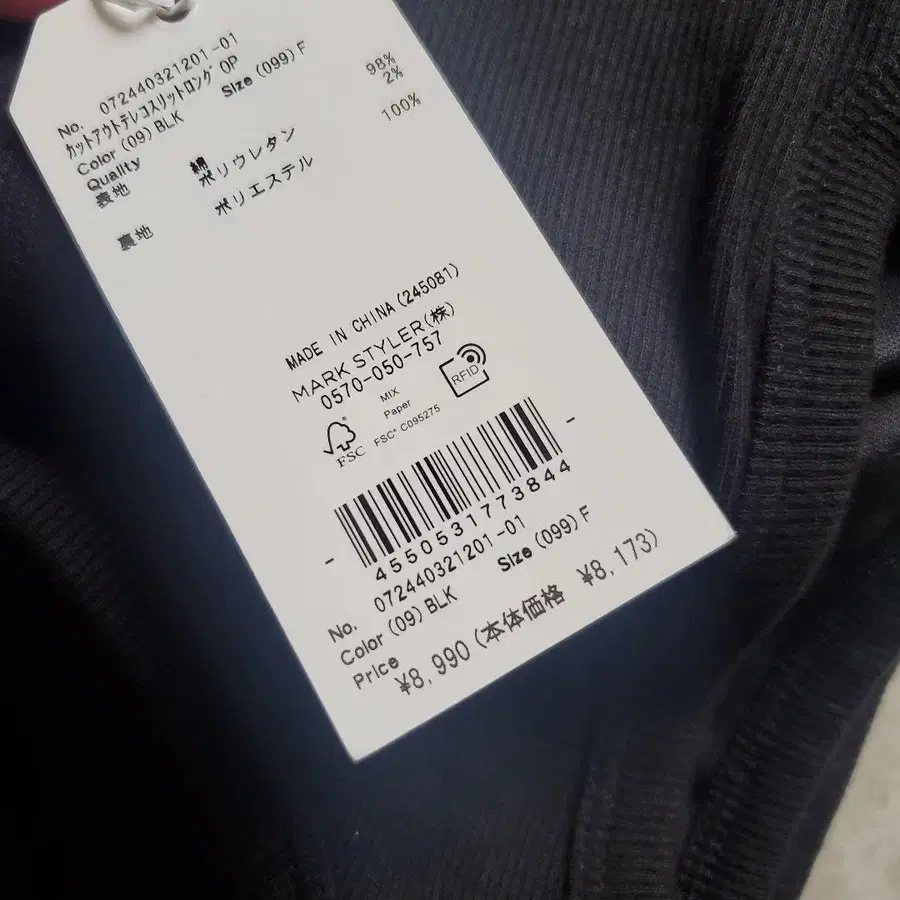 No. 072440321201-01
カットアウトテレコスリットロング OP
Color (09) BLK Size (099) F
Quality
表地 綿 98%
ポリウレタン 2%
裏地 ポリエステル 100%
MADE IN CHINA (245081)
MARK STYLER(株)
0570-050-757
FSC
MIX
Paper
FSC® C095275
RFID
4550531773844
No. 072440321201-01
Color (09) BLK Size (099) F
Price ¥8,990 (本体価格 ¥8,173)